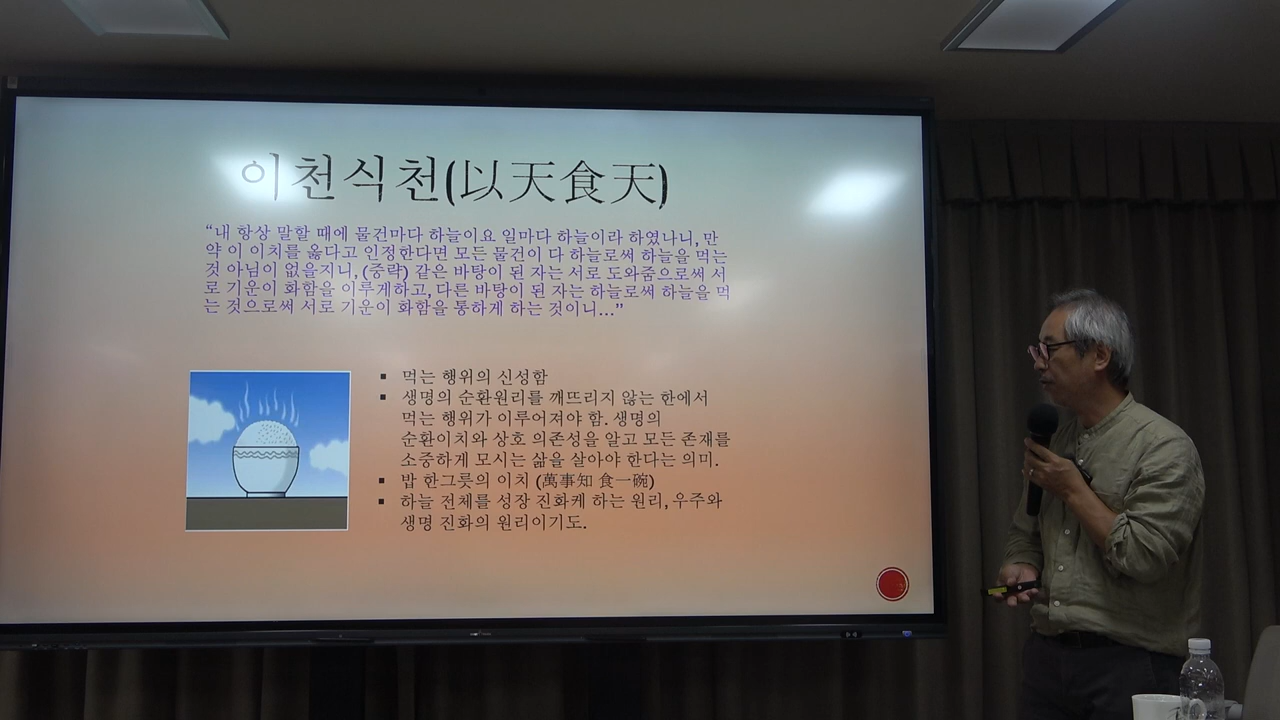 이천식천(以天食天)
“내 항상 말할 때에 물건마다 하늘이요 일마다 하늘이라 하였나니, 만
약 이 이치를 옳다고 인정한다면 모든 물건이 다 하늘로써 하늘을 먹는
것 아님이 없을지니, (중략) 같은 바탕이 된 자는 서로 도와줌으로써 서
로 기운이 화함을 이루게하고, 다른 바탕이 된 자는 하늘로써 하늘을 먹
는 것으로써 서로 기운이 화함을 통하게 하는 것이니…”
▪ 먹는 행위의 신성함
▪ 생명의 순환원리를 깨뜨리지 않는 한에서
먹는 행위가 이루어져야 함. 생명의
순환이치와 상호 의존성을 알고 모든 존재를
소중하게 모시는 삶을 살아야 한다는 의미.
▪ 밥 한그릇의 이치 (萬事知 食一碗)
▪ 하늘 전체를 성장 진화케 하는 원리, 우주와
생명 진화의 원리이기도.